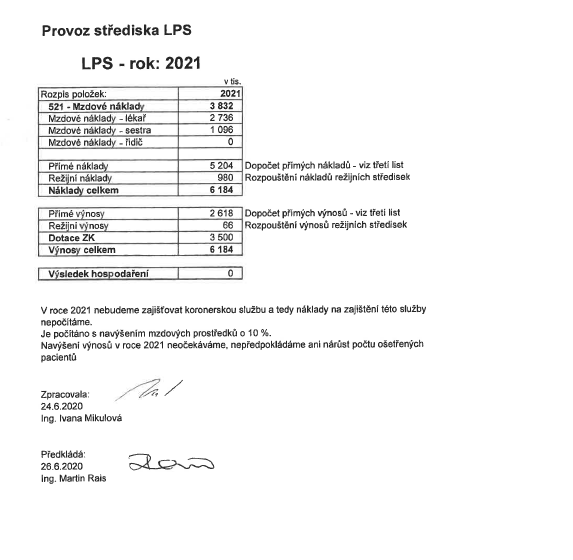 Provoz střediska LPS
LPS - rok: 2021
v tis.
Rozpis položek: 2021
521 - Mzdové náklady 3 832
Mzdové náklady - lékař 2 736
Mzdové náklady - sestra 1 096
Mzdové náklady - řidič 0
Přímé náklady 5 204 Dopočet přímých nákladů - viz třetí list
Režijní náklady 980 Rozpouštění nákladů režijních středisek
Náklady celkem 6 184
Přímé výnosy 2 618 Dopočet přímých výnosů - viz třetí list
Režijní výnosy 66 Rozpouštění výnosů režijních středisek
Dotace ZK 3 500
Výnosy celkem 6 184
Výsledek hospodaření 0
V roce 2021 nebudeme zajišťovat koronerskou službu a tedy náklady na zajištění této služby
nepočítáme.
Je počítáno s navýšením mzdových prostředků o 10 %.
Navýšení výnosů v roce 2021 neočekáváme, nepředpokládáme ani nárůst počtu ošetřených
pacientů
Zpracovala:
24.6.2020
Ing. Ivana Mikulová
Předkládá:
26.6.2020
Ing. Martin Rais